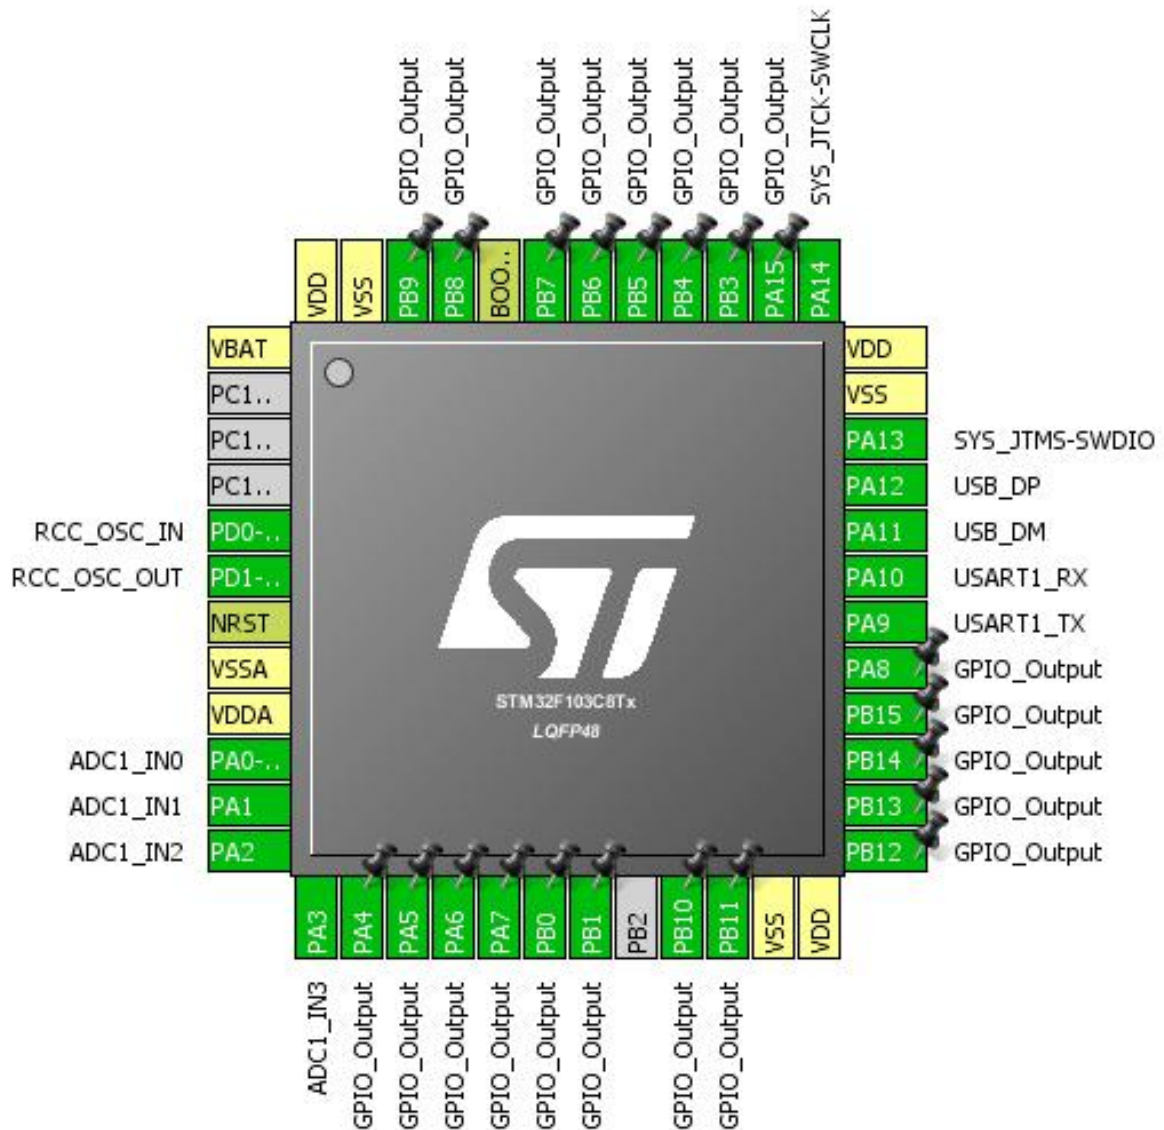 GPIO_Output
GPIO_Output
GPIO_Output
GPIO_Output
GPIO_Output
GPIO_Output
GPIO_Output
GPIO_Output
SYS_JTCK-SWCLK
VDD
VSS
PB9
PB8
BOO..
PB7
PB6
PB5
PB4
PB3
PA15
PA14
VBAT
PC1..
PC1..
PC1..
RCC_OSC_IN PD0-..
RCC_OSC_OUT PD1-..
NRST
VSSA
VDDA
ADC1_IN0 PA0-..
ADC1_IN1 PA1
ADC1_IN2 PA2
ST
STM32F103C8Tx
LQFP48
VDD
VSS
PA13 SYS_JTMS-SWDIO
PA12 USB_DP
PA11 USB_DM
PA10 USART1_RX
PA9 USART1_TX
PA8 GPIO_Output
PB15 GPIO_Output
PB14 GPIO_Output
PB13 GPIO_Output
PB12 GPIO_Output
PA3
PA4
PA5
PA6
PA7
PB0
PB1
PB2
PB10
PB11
VSS
VDD
ADC1_IN3
GPIO_Output
GPIO_Output
GPIO_Output
GPIO_Output
GPIO_Output
GPIO_Output
GPIO_Output
GPIO_Output